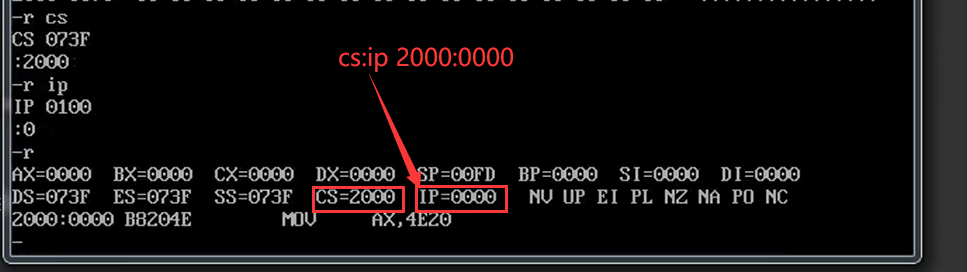 -r cs
CS 073F
:2000
cs:ip 2000:0000
-r ip
IP 0100
:0
-r
AX=0000 BX=0000 CX=0000 DX=0000 SP=00FD BP=0000 SI=0000 DI=0000
DS=073F ES=073F SS=073F CS=2000 IP=0000 NV UP EI PL NZ NA PO NC
2000:0000 B8204E MOV AX,4E20
-